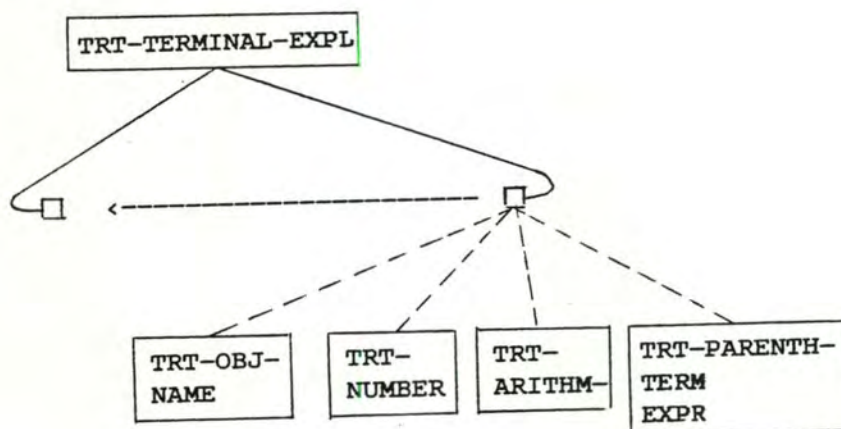 TRT-TERMINAL-EXPL
TRT-OBJ-
NAME
TRT-
NUMBER
TRT-
ARITHM-
TRT-PARENTH-
TERM
EXPR